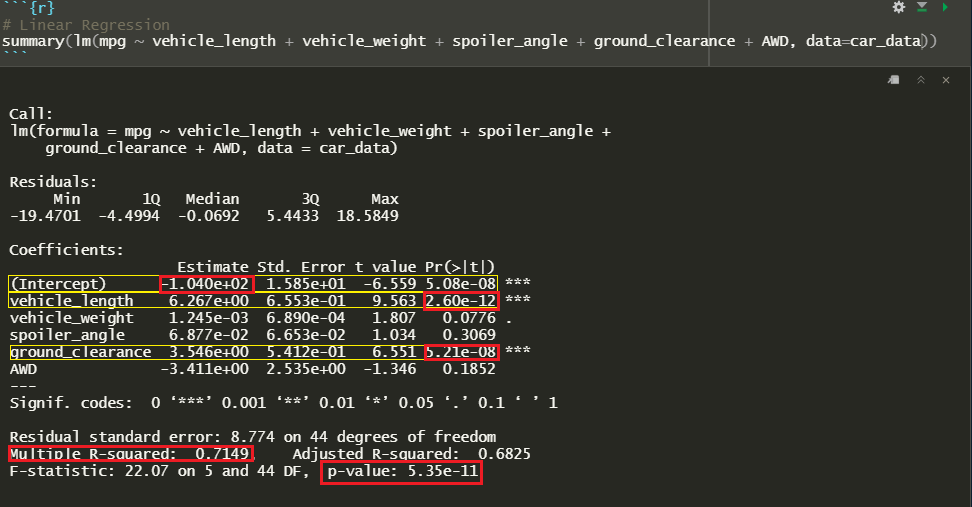 ```{r}
# Linear Regression
summary(lm(mpg ~ vehicle_length + vehicle_weight + spoiler_angle + ground_clearance + AWD, data=car_data))
```
Call:
lm(formula = mpg ~ vehicle_length + vehicle_weight + spoiler_angle +
    ground_clearance + AWD, data = car_data)
Residuals:
     Min       1Q   Median       3Q      Max
-19.4701  -4.4994  -0.0692   5.4433  18.5849
Coefficients:
                   Estimate Std. Error t value Pr(>|t|)
(Intercept)      -1.040e+02  1.585e+01  -6.559 5.08e-08 ***
vehicle_length    6.267e+00  6.553e-01   9.563 2.60e-12 ***
vehicle_weight    1.245e-03  6.890e-04   1.807   0.0776 .
spoiler_angle     6.877e-02  6.653e-02   1.034   0.3069
ground_clearance  3.546e+00  5.412e-01   6.551 5.21e-08 ***
AWD              -3.411e+00  2.535e+00  -1.346   0.1852
---
Signif. codes:  0 ‘***’ 0.001 ‘**’ 0.01 ‘*’ 0.05 ‘.’ 0.1 ‘ ’ 1
Residual standard error: 8.774 on 44 degrees of freedom
Multiple R-squared:  0.7149,    Adjusted R-squared:  0.6825
F-statistic: 22.07 on 5 and 44 DF,  p-value: 5.35e-11